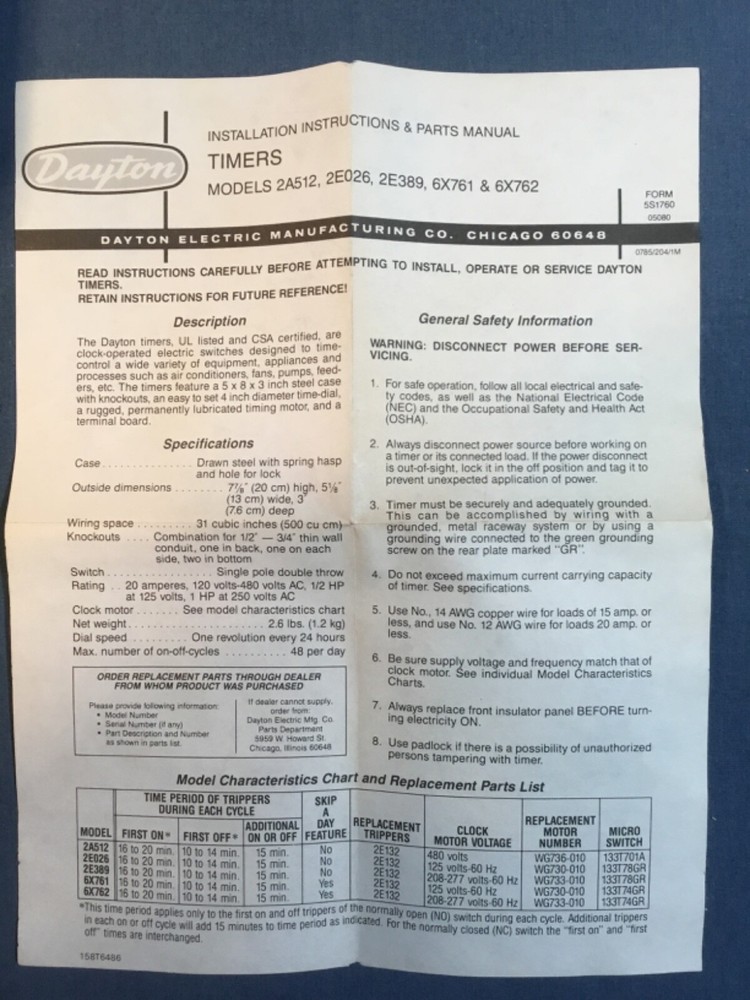 Dayton
INSTALLATION INSTRUCTIONS & PARTS MANUAL
TIMERS
MODELS 2A512, 2E026, 2E389, 6X761 & 6X762
FORM
5S1760
05080
0785/204/1M
DAYTON ELECTRIC MANUFACTURING CO. CHICAGO 60648
READ INSTRUCTIONS CAREFULLY BEFORE ATTEMPTING TO INSTALL, OPERATE OR SERVICE DAYTON
TIMERS.
RETAIN INSTRUCTIONS FOR FUTURE REFERENCE!
Description
The Dayton timers, UL listed and CSA certified, are
clock-operated electric switches designed to time-
control a wide variety of equipment, appliances and
processes such as air conditioners, fans, pumps, feed-
ers, etc. The timers feature a 5 x 8 x 3 inch steel case
with knockouts, an easy to set 4 inch diameter time-dial,
a rugged, permanently lubricated timing motor, and a
terminal board.
Specifications
Case . . . . . . . . . . . . . Drawn steel with spring hasp
and hole for lock
Outside dimensions . . . . . . . . 7⅞" (20 cm) high, 5⅛"
(13 cm) wide, 3"
(7.6 cm) deep
Wiring space . . . . . . . . . 31 cubic inches (500 cu cm)
Knockouts . . . . Combination for 1/2" — 3/4" thin wall
conduit, one in back, one on each
side, two in bottom
Switch . . . . . . . . . . . . . . . . Single pole double throw
Rating . . 20 amperes, 120 volts-480 volts AC, 1/2 HP
at 125 volts, 1 HP at 250 volts AC
Clock motor . . . . . . . See model characteristics chart
Net weight . . . . . . . . . . . . . . . . . . . . . 2.6 lbs. (1.2 kg)
Dial speed . . . . . . . . . . One revolution every 24 hours
Max. number of on-off-cycles . . . . . . . . . . 48 per day
ORDER REPLACEMENT PARTS THROUGH DEALER
FROM WHOM PRODUCT WAS PURCHASED
Please provide following information:
• Model Number
• Serial Number (if any)
• Part Description and Number
as shown in parts list.
If dealer cannot supply,
order from:
Dayton Electric Mfg. Co.
Parts Department
5959 W. Howard St.
Chicago, Illinois 60648
General Safety Information
WARNING: DISCONNECT POWER BEFORE SER-
VICING.
1. For safe operation, follow all local electrical and safe-
ty codes, as well as the National Electrical Code
(NEC) and the Occupational Safety and Health Act
(OSHA).
2. Always disconnect power source before working on
a timer or its connected load. If the power disconnect
is out-of-sight, lock it in the off position and tag it to
prevent unexpected application of power.
3. Timer must be securely and adequately grounded.
This can be accomplished by wiring with a
grounded, metal raceway system or by using a
grounding wire connected to the green grounding
screw on the rear plate marked "GR".
4. Do not exceed maximum current carrying capacity
of timer. See specifications.
5. Use No., 14 AWG copper wire for loads of 15 amp. or
less, and use No. 12 AWG wire for loads 20 amp. or
less.
6. Be sure supply voltage and frequency match that of
clock motor. See individual Model Characteristics
Charts.
7. Always replace front insulator panel BEFORE turn-
ing electricity ON.
8. Use padlock if there is a possibility of unauthorized
persons tampering with timer.
Model Characteristics Chart and Replacement Parts List
TIME PERIOD OF TRIPPERS
DURING EACH CYCLE
MODEL FIRST ON* FIRST OFF* ADDITIONAL ON OR OFF SKIP A DAY FEATURE REPLACEMENT TRIPPERS CLOCK MOTOR VOLTAGE REPLACEMENT MOTOR NUMBER MICRO SWITCH
2A512 16 to 20 min. 10 to 14 min. 15 min. No 2E132 480 volts WG736-010 133T701A
2E026 16 to 20 min. 10 to 14 min. 15 min. No 2E132 125 volts-60 Hz WG730-010 133T78GR
2E389 16 to 20 min. 10 to 14 min. 15 min. No 2E132 208-277 volts-60 Hz WG733-010 133T78GR
6X761 16 to 20 min. 10 to 14 min. 15 min. Yes 2E132 125 volts-60 Hz WG730-010 133T74GR
6X762 16 to 20 min. 10 to 14 min. 15 min. Yes 2E132 208-277 volts-60 Hz WG733-010 133T74GR
*This time period applies only to the first on and off trippers of the normally open (NO) switch during each cycle. Additional trippers
in each on or off cycle will add 15 minutes to time period as indicated. For the normally closed (NC) switch the "first on" and "first
off" times are interchanged.
158T6486